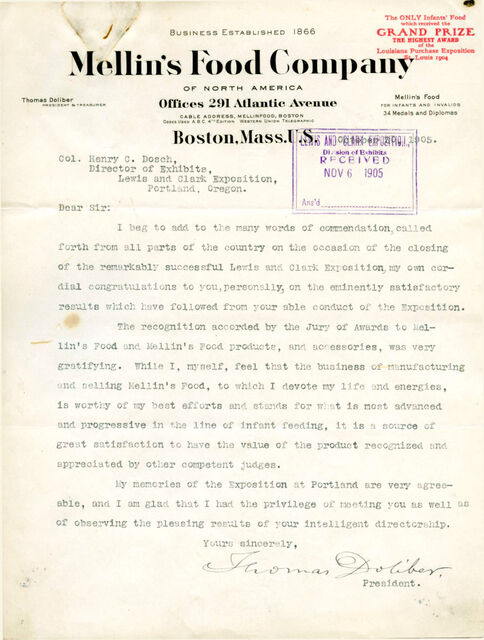 BUSINESS ESTABLISHED 1866
The ONLY Infants' Food
which received the
GRAND PRIZE
THE HIGHEST AWARD
of the
Louisiana Purchase Exposition
St. Louis 1904
Mellin's Food Company
OF NORTH AMERICA
Thomas Doliber
PRESIDENT & TREASURER
Offices 291 Atlantic Avenue
CABLE ADDRESS, MELLINFOOD, BOSTON
CODES USED A.B.C. 4TH EDITION WESTERN UNION TELEGRAPHIC
Mellin's Food
FOR INFANTS AND INVALIDS
34 Medals and Diplomas
Boston, Mass. U.S. October 1905.
LEWIS AND CLARK EXPOSITION,
Division of Exhibits
RECEIVED
NOV 6 1905
Ans'd
Col. Henry C. Dosch,
Director of Exhibits,
Lewis and Clark Exposition,
Portland, Oregon.
Dear Sir:
I beg to add to the many words of commendation, called
forth from all parts of the country on the occasion of the closing
of the remarkably successful Lewis and Clark Exposition, my own cor-
dial congratulations to you, personally, on the eminently satisfactory
results which have followed from your able conduct of the Exposition.
The recognition accorded by the Jury of Awards to Mel-
lin's Food and Mellin's Food products, and accessories, was very
gratifying. While I, myself, feel that the business of manufacturing
and selling Mellin's Food, to which I devote my life and energies,
is worthy of my best efforts and stands for what is most advanced
and progressive in the line of infant feeding, it is a source of
great satisfaction to have the value of the product recognized and
appreciated by other competent judges.
My memories of the Exposition at Portland are very agree-
able, and I am glad that I had the privilege of meeting you as well as
of observing the pleasing results of your intelligent directorship.
Yours sincerely,
Thomas Doliber,
President.